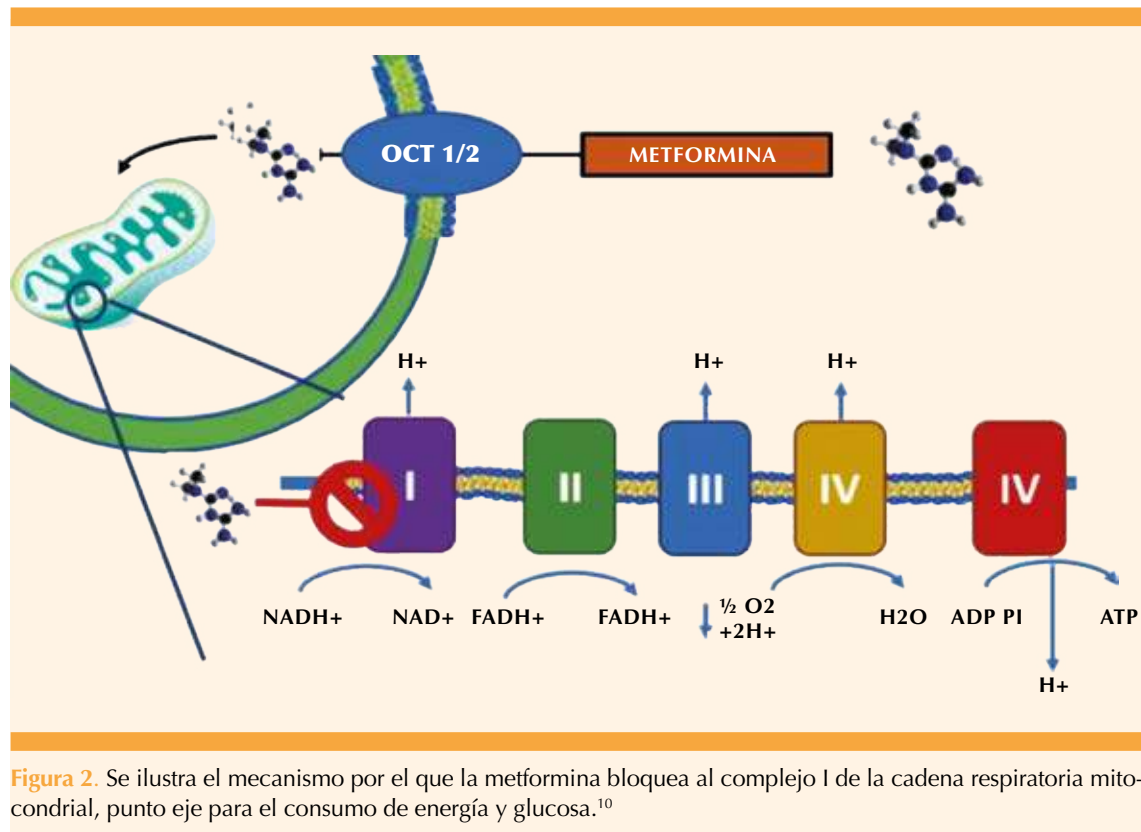 OCT 1/2
METFORMINA
H+ H+ H+
I II III IV IV
NADH+ NAD+ FADH+ FADH+ ½ O2 H2O ADP PI ATP
+2H+
H+
Figura 2. Se ilustra el mecanismo por el que la metformina bloquea al complejo I de la cadena respiratoria mito-
condrial, punto eje para el consumo de energía y glucosa.10